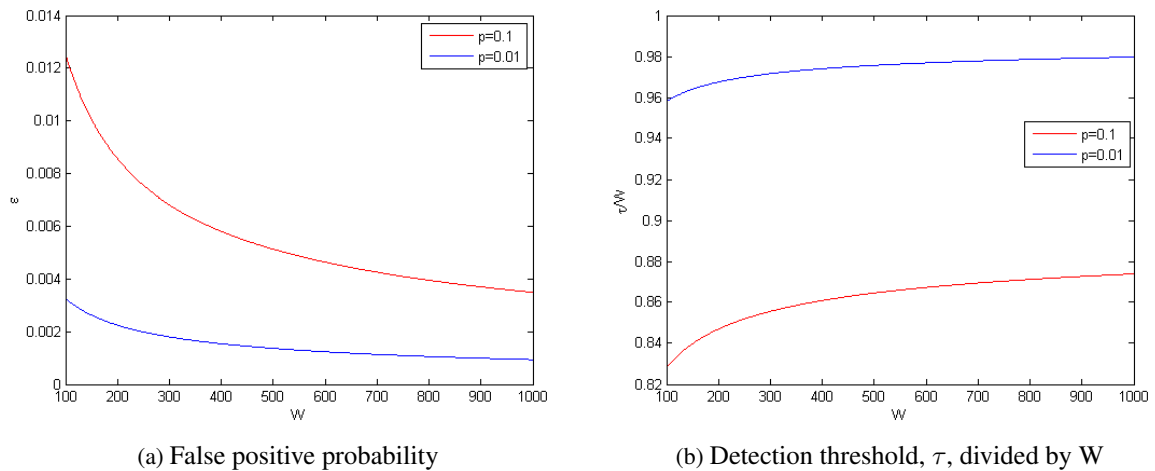 0.014
0.012
0.01
0.008
0.006
0.004
0.002
0
ε
100 200 300 400 500 600 700 800 900 1000
W
p=0.1
p=0.01
(a) False positive probability
1
0.98
0.96
0.94
0.92
0.9
0.88
0.86
0.84
0.82
τ/W
100 200 300 400 500 600 700 800 900 1000
W
p=0.1
p=0.01
(b) Detection threshold, τ, divided by W